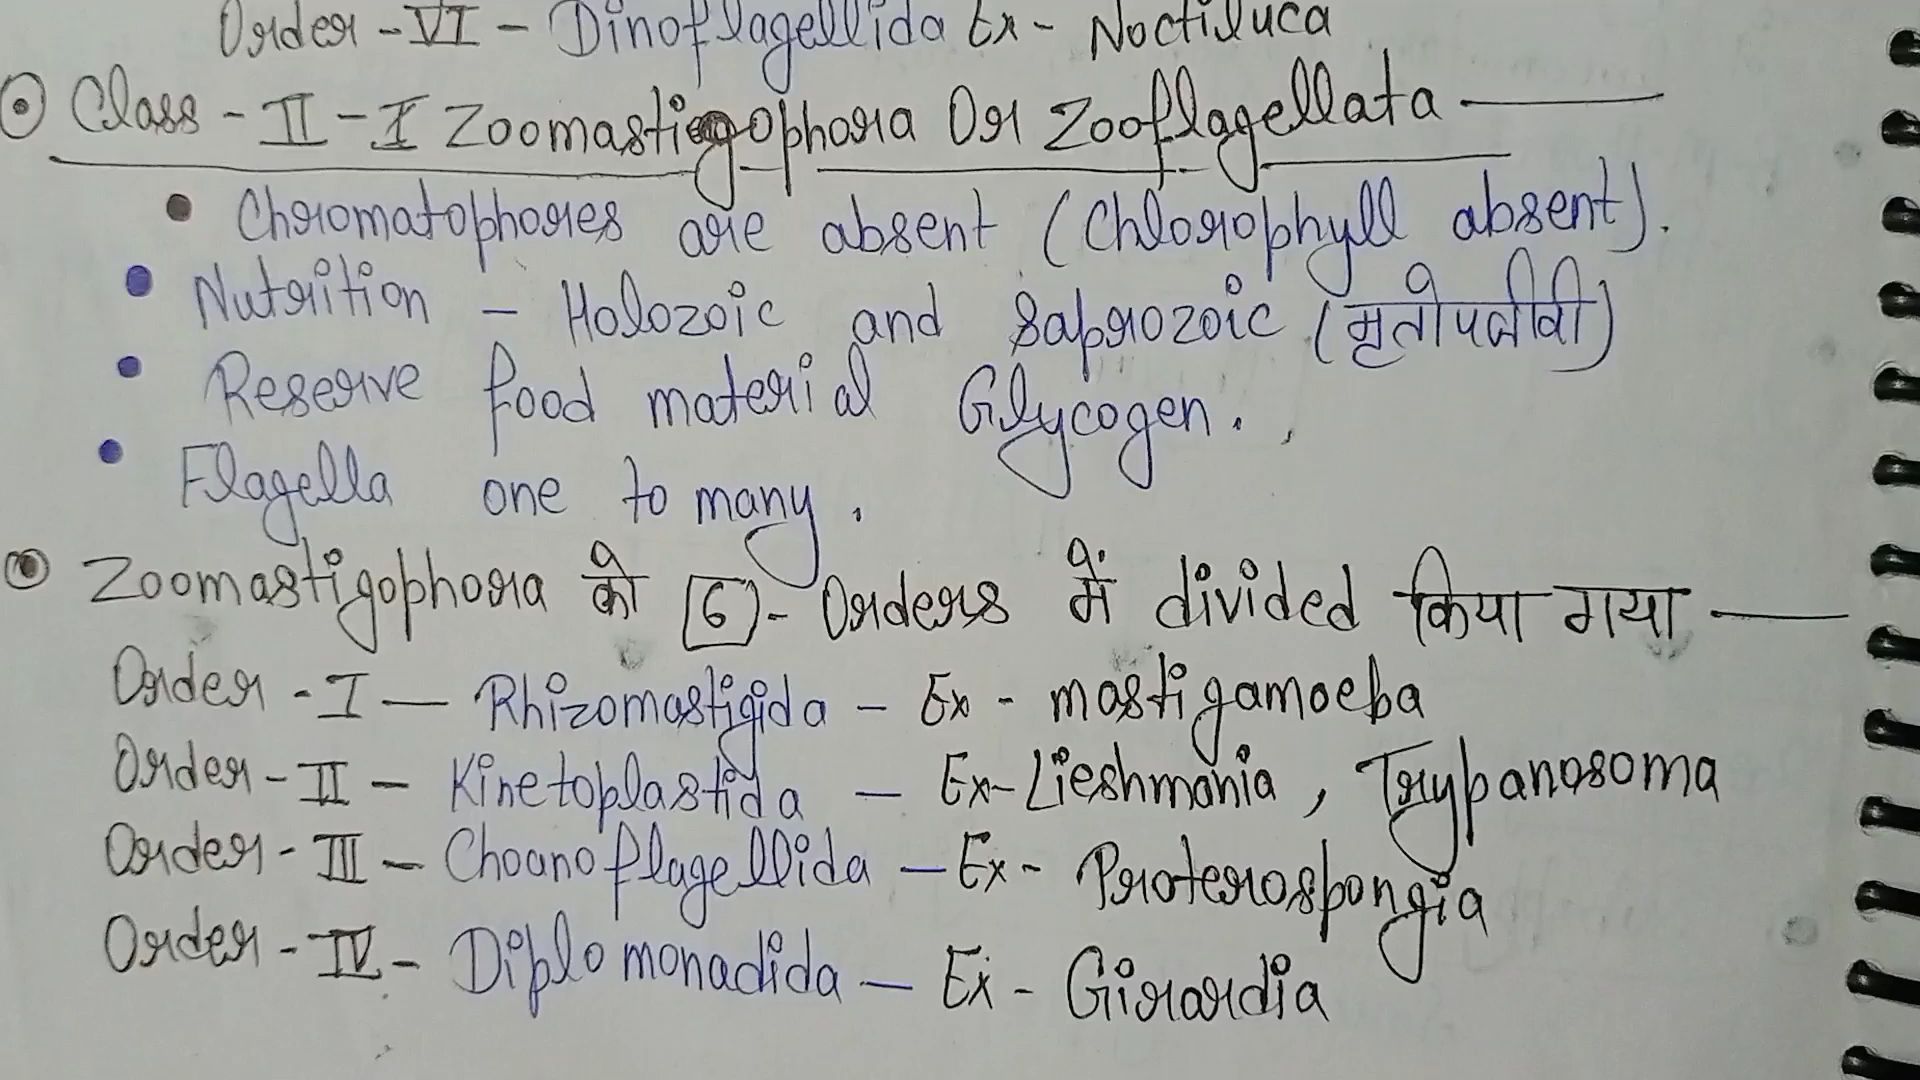 Order - VI - Dinoflagellida Ex - Noctiluca
Class - II - I Zoomastigophora Or Zooflagellata
• Chromatophores are absent (Chlorophyll absent).
• Nutrition - Holozoic and Saprozoic (मृतोपजीवी)
• Reserve food material Glycogen.
• Flagella one to many.
Zoomastigophora को 6 - Orders में divided किया गया —
Order - I — Rhizomastigida - Ex - mastigamoeba
Order - II - Kinetoplastida - Ex - Lieshmania, Trypanosoma
Order - III - Choanoflagellida - Ex - Proterospongia
Order - IV - Diplomonadida - Ex - Girardia